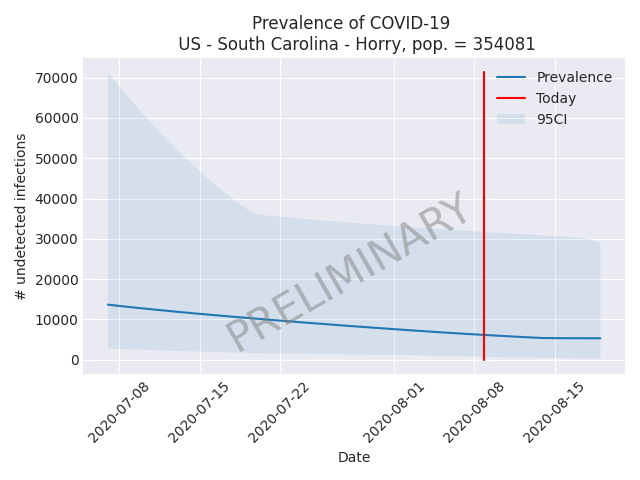 Prevalence of COVID-19
US - South Carolina - Horry, pop. = 354081
# undetected infections
70000
60000
50000
40000
30000
20000
10000
0
Prevalence
Today
95CI
PRELIMINARY
2020-07-08
2020-07-15
2020-07-22
2020-08-01
2020-08-08
2020-08-15
Date